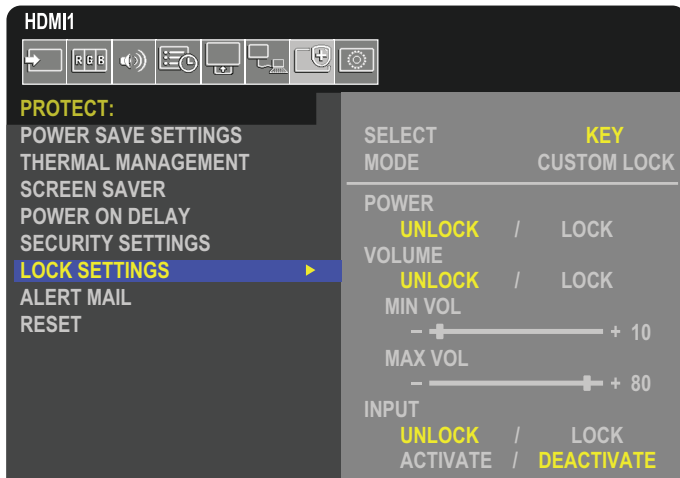 HDMI1
RGB
PROTECT:
POWER SAVE SETTINGS
THERMAL MANAGEMENT
SCREEN SAVER
POWER ON DELAY
SECURITY SETTINGS
LOCK SETTINGS
ALERT MAIL
RESET
SELECT KEY
MODE CUSTOM LOCK
POWER
UNLOCK / LOCK
VOLUME
UNLOCK / LOCK
MIN VOL
− + 10
MAX VOL
− + 80
INPUT
UNLOCK / LOCK
ACTIVATE / DEACTIVATE